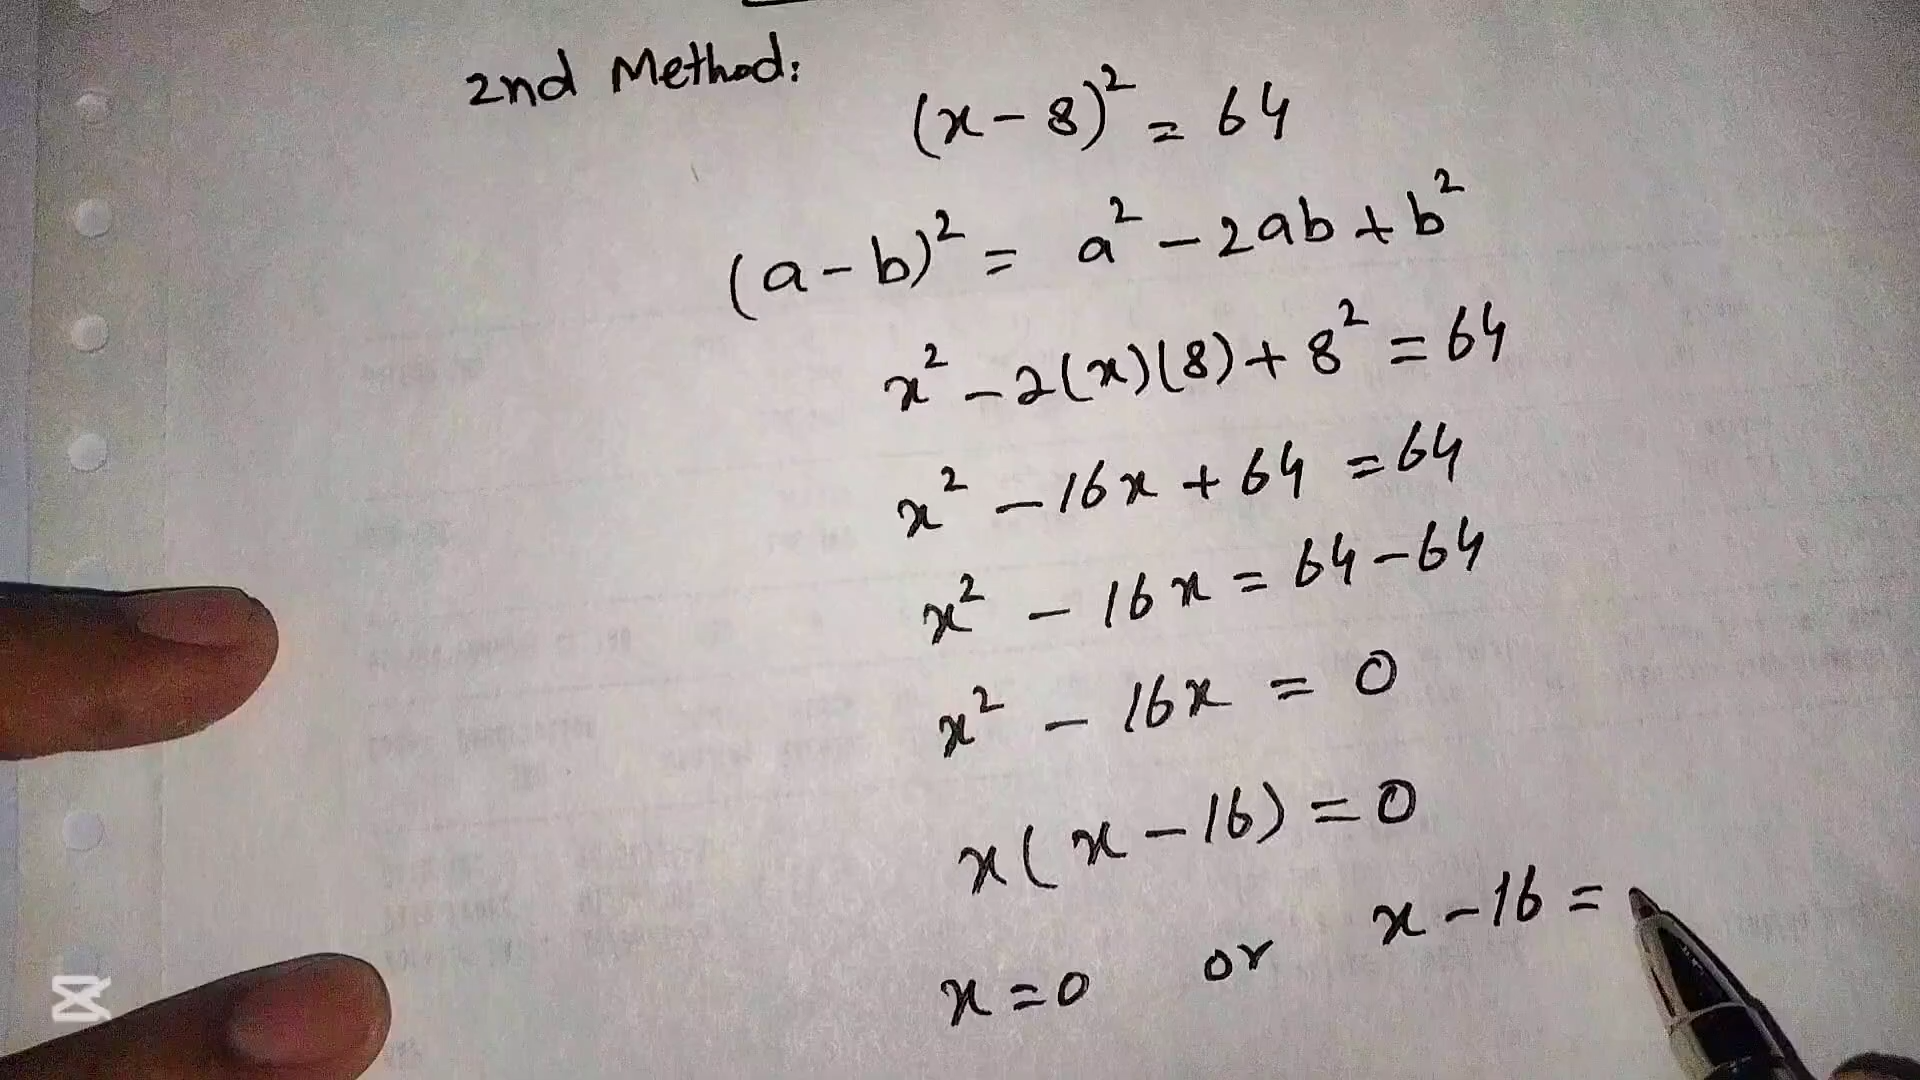 2nd Method:
(x - 8)² = 64
(a - b)² = a² - 2ab + b²
x² - 2(x)(8) + 8² = 64
x² - 16x + 64 = 64
x² - 16x = 64 - 64
x² - 16x = 0
x(x - 16) = 0
x = 0 or x - 16 =